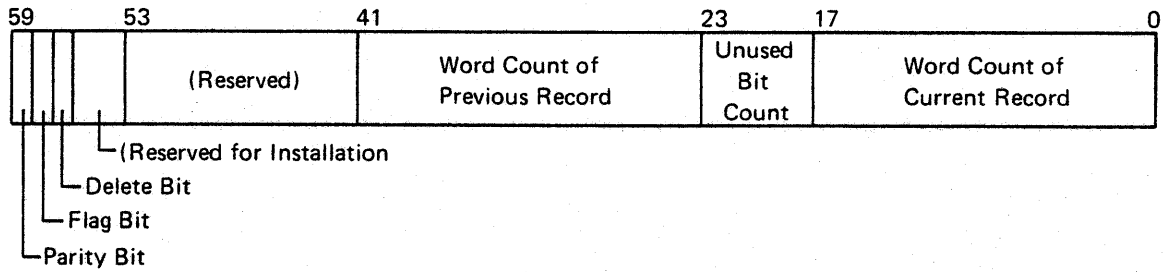 59 53 41 23 17 0
(Reserved)
Word Count of
Previous Record
Unused
Bit
Count
Word Count of
Current Record
(Reserved for Installation
Delete Bit
Flag Bit
Parity Bit